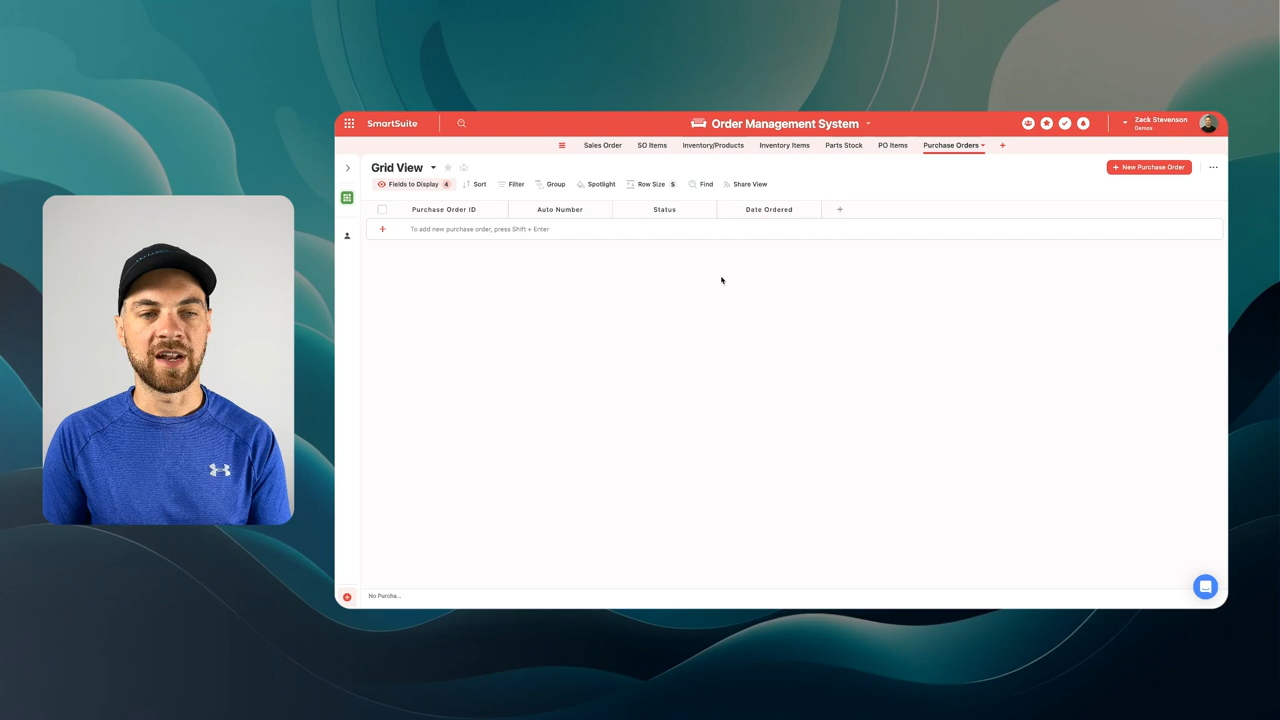 SmartSuite
Order Management System
Zack Stevenson
Demos
Sales Order
SO Items
Inventory/Products
Inventory Items
Parts Stock
PO Items
Purchase Orders
+
Grid View
+ New Purchase Order
Fields to Display 4
Sort
Filter
Group
Spotlight
Row Size S
Find
Share View
Purchase Order ID
Auto Number
Status
Date Ordered
+
+ To add new purchase order, press Shift + Enter
No Purcha...